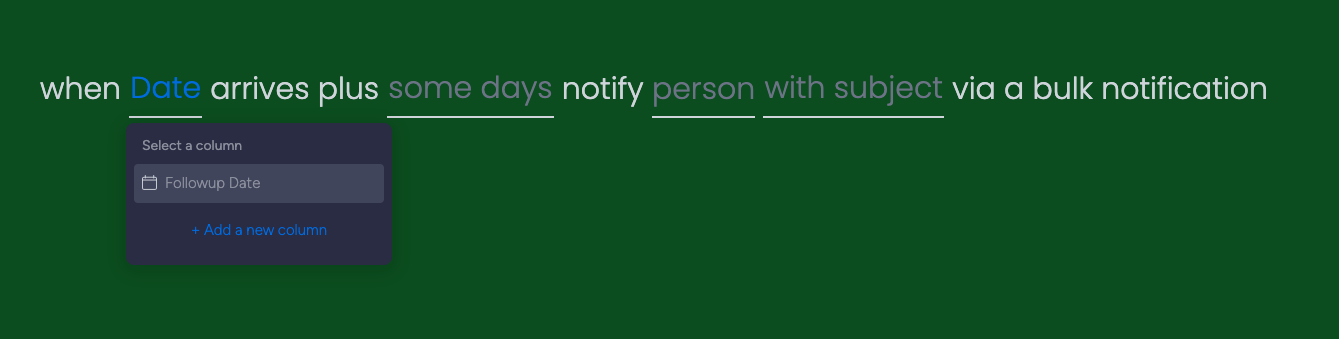 when Date arrives plus some days notify person with subject via a bulk notification
Select a column
Followup Date
+ Add a new column